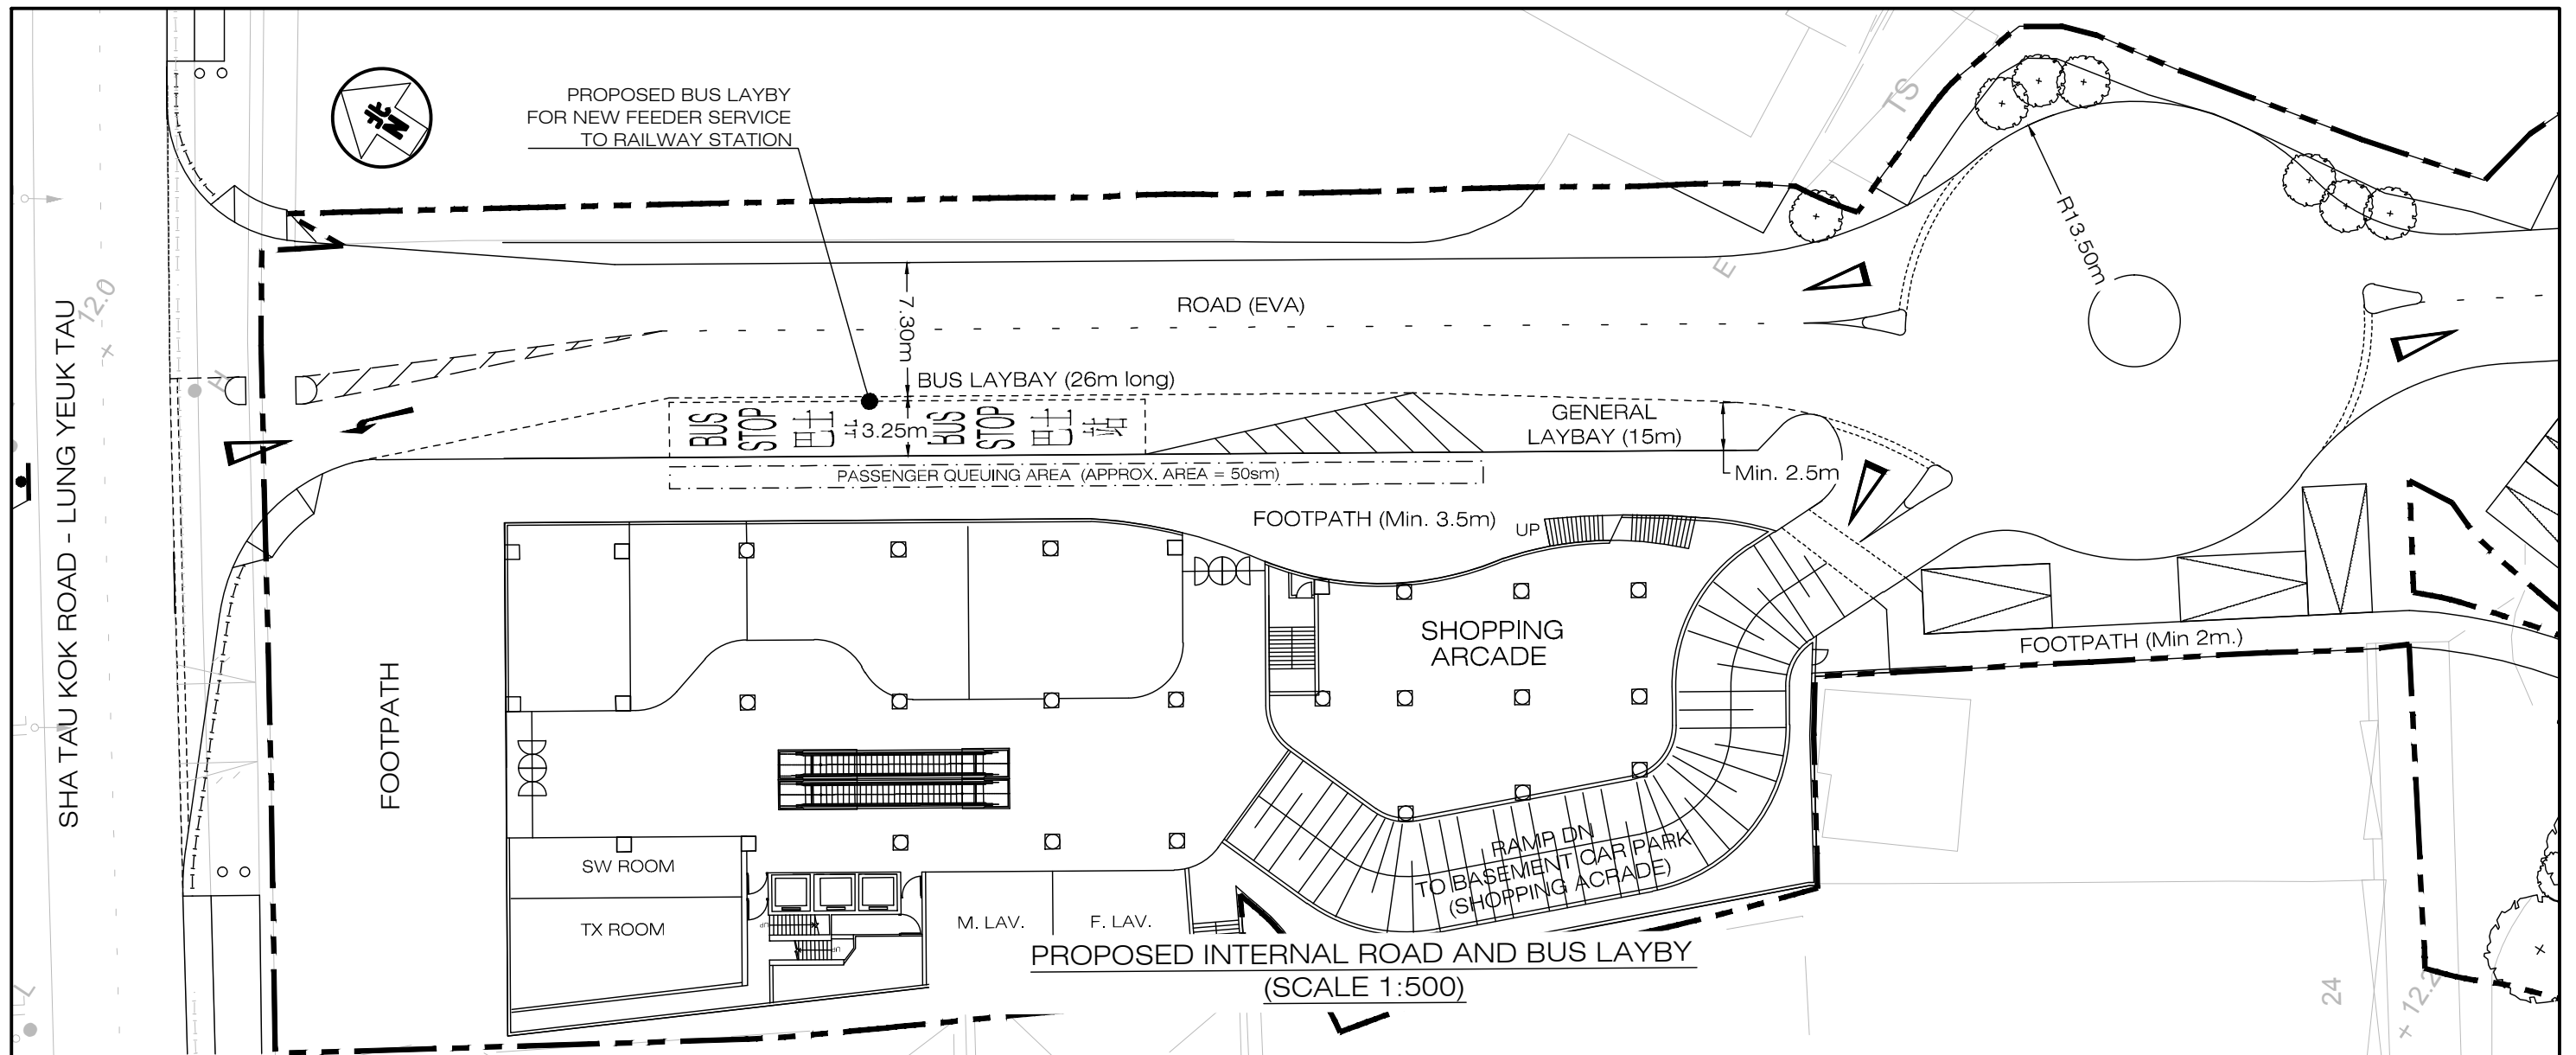 PROPOSED BUS LAYBY
FOR NEW FEEDER SERVICE
TO RAILWAY STATION
北
N
TS
R13.50m
SHA TAU KOK ROAD - LUNG YEUK TAU
12.0
H
E
ROAD (EVA)
7.30m
BUS LAYBAY (26m long)
BUS
STOP
巴士
3.25m
BUS
STOP
巴士
站
GENERAL
LAYBAY (15m)
Min. 2.5m
PASSENGER QUEUING AREA (APPROX. AREA = 50sm)
FOOTPATH (Min. 3.5m)
UP
FOOTPATH
SHOPPING
ARCADE
FOOTPATH (Min 2m.)
SW ROOM
TX ROOM
UP
UP
M. LAV.
F. LAV.
RAMP DN
TO BASEMENT CAR PARK
(SHOPPING ACRADE)
PROPOSED INTERNAL ROAD AND BUS LAYBY
(SCALE 1:500)
24